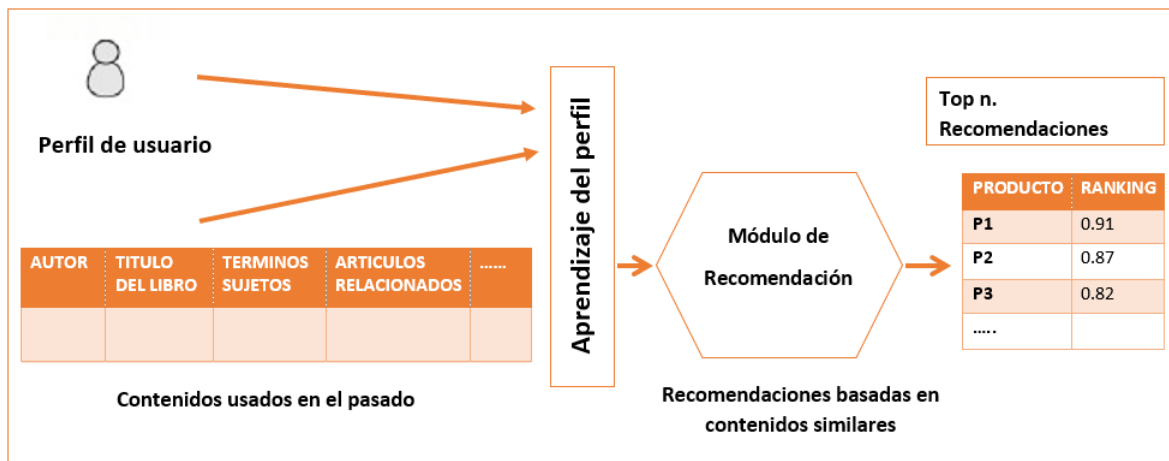 Perfil de usuario
AUTOR
TITULO
DEL LIBRO
TERMINOS
SUJETOS
ARTICULOS
RELACIONADOS
......
Contenidos usados en el pasado
Aprendizaje del perfil
Módulo de
Recomendación
Recomendaciones basadas en
contenidos similares
Top n.
Recomendaciones
PRODUCTO RANKING
P1 0.91
P2 0.87
P3 0.82
.....